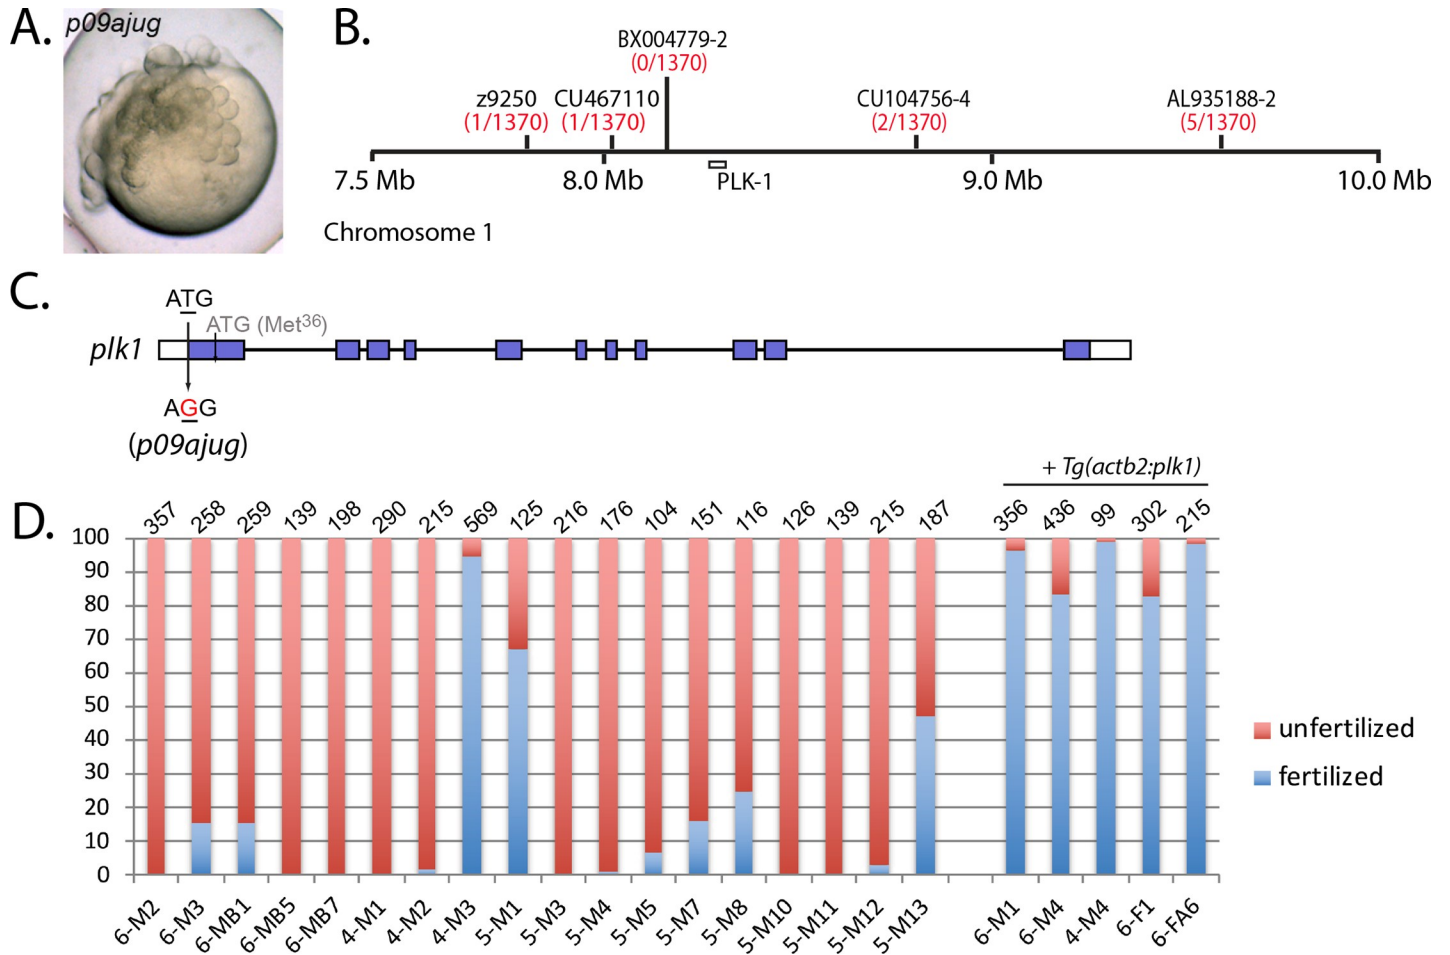 A.
p09ajug
B.
BX004779-2
(0/1370)
z9250 CU467110 CU104756-4 AL935188-2
(1/1370) (1/1370) (2/1370) (5/1370)
7.5 Mb 8.0 Mb PLK-1 9.0 Mb 10.0 Mb
Chromosome 1
C.
ATG
ATG (Met36)
plk1
AGG
(p09ajug)
+ Tg(actb2:plk1)
D.
357 258 259 139 198 290 215 569 125 216 176 104 151 116 126 139 215 187 356 436 99 302 215
100
90
80
70
60
50
40
30
20
10
0
unfertilized
fertilized
6-M2 6-M3 6-MB1 6-MB5 6-MB7 4-M1 4-M2 4-M3 5-M1 5-M3 5-M4 5-M5 5-M7 5-M8 5-M10 5-M11 5-M12 5-M13 6-M1 6-M4 4-M4 6-F1 6-FA6